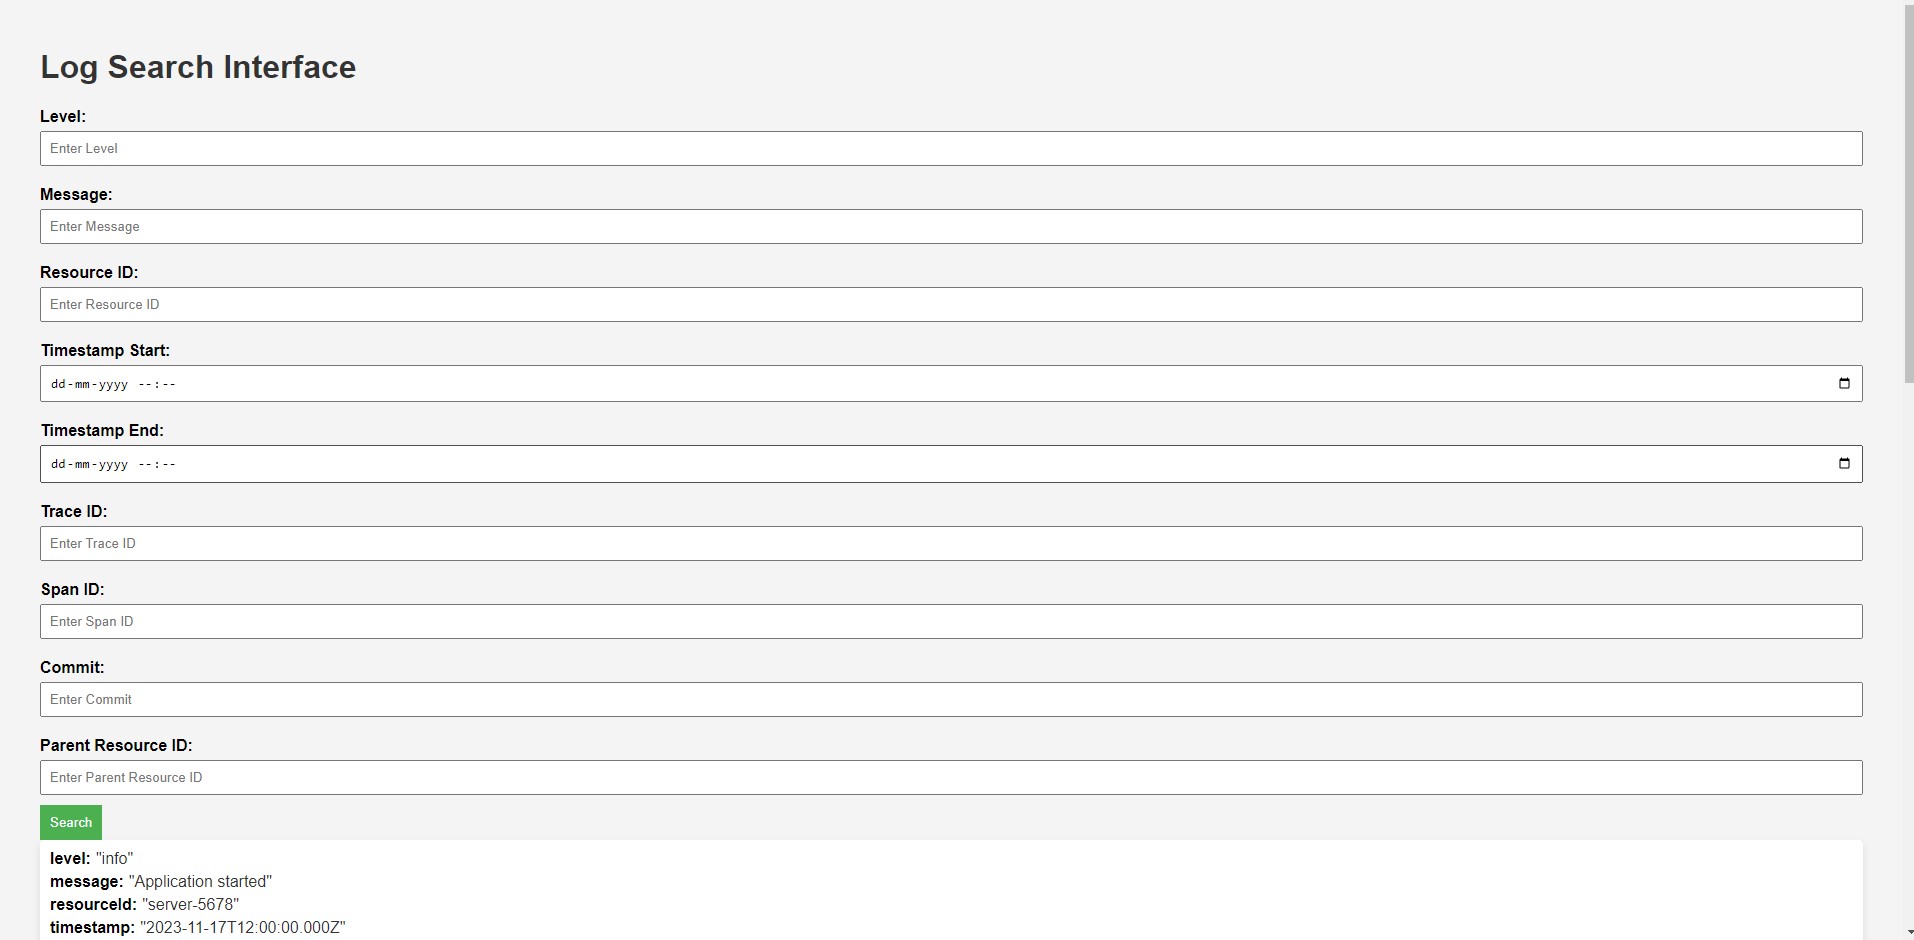 Log Search Interface
Level:
Enter Level
Message:
Enter Message
Resource ID:
Enter Resource ID
Timestamp Start:
dd-mm-yyyy --:--
Timestamp End:
dd-mm-yyyy --:--
Trace ID:
Enter Trace ID
Span ID:
Enter Span ID
Commit:
Enter Commit
Parent Resource ID:
Enter Parent Resource ID
Search
level: "info"
message: "Application started"
resourceId: "server-5678"
timestamp: "2023-11-17T12:00:00.000Z"